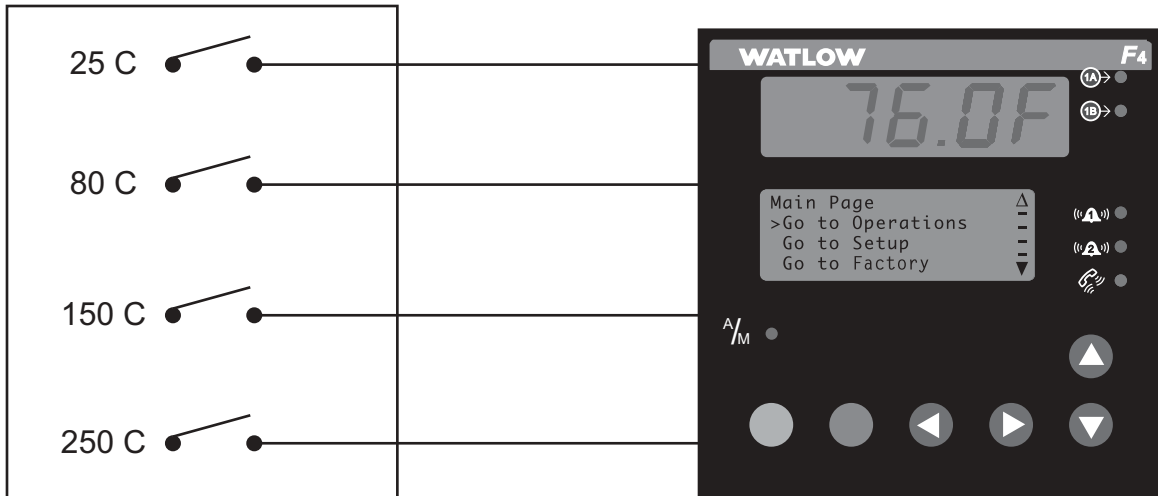 25 C
80 C
150 C
250 C
WATLOW
F4
1A
1B
76.0F
Main Page
>Go to Operations
Go to Setup
Go to Factory
1
2
A/M